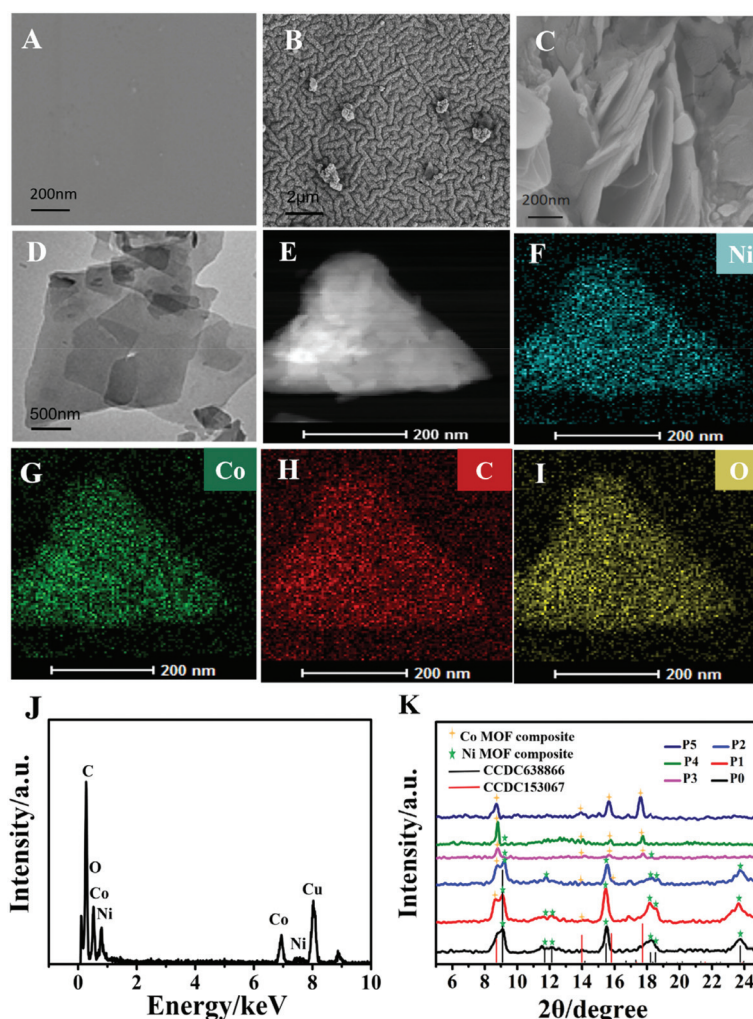 A
200nm
B
2μm
C
200nm
D
500nm
E
200 nm
F
Ni
200 nm
G
Co
200 nm
H
C
200 nm
I
O
200 nm
J
C
O
Co
Ni
Co
Ni
Cu
Intensity/a.u.
0 2 4 6 8 10
Energy/keV
K
Co MOF composite
Ni MOF composite
CCDC638866
CCDC153067
P5 P2
P4 P1
P3 P0
Intensity/a.u.
6 8 10 12 14 16 18 20 22 24
2θ/degree